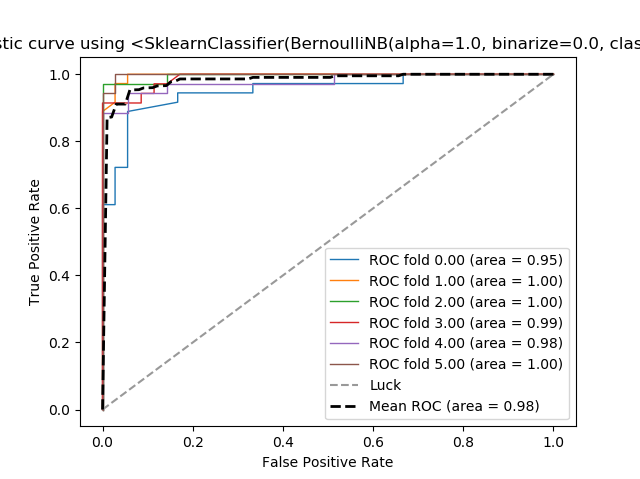 stic curve using <SklearnClassifier(BernoulliNB(alpha=1.0, binarize=0.0, clas
1.0
0.8
0.6
0.4
0.2
0.0
True Positive Rate
ROC fold 0.00 (area = 0.95)
ROC fold 1.00 (area = 1.00)
ROC fold 2.00 (area = 1.00)
ROC fold 3.00 (area = 0.99)
ROC fold 4.00 (area = 0.98)
ROC fold 5.00 (area = 1.00)
Luck
Mean ROC (area = 0.98)
0.0 0.2 0.4 0.6 0.8 1.0
False Positive Rate